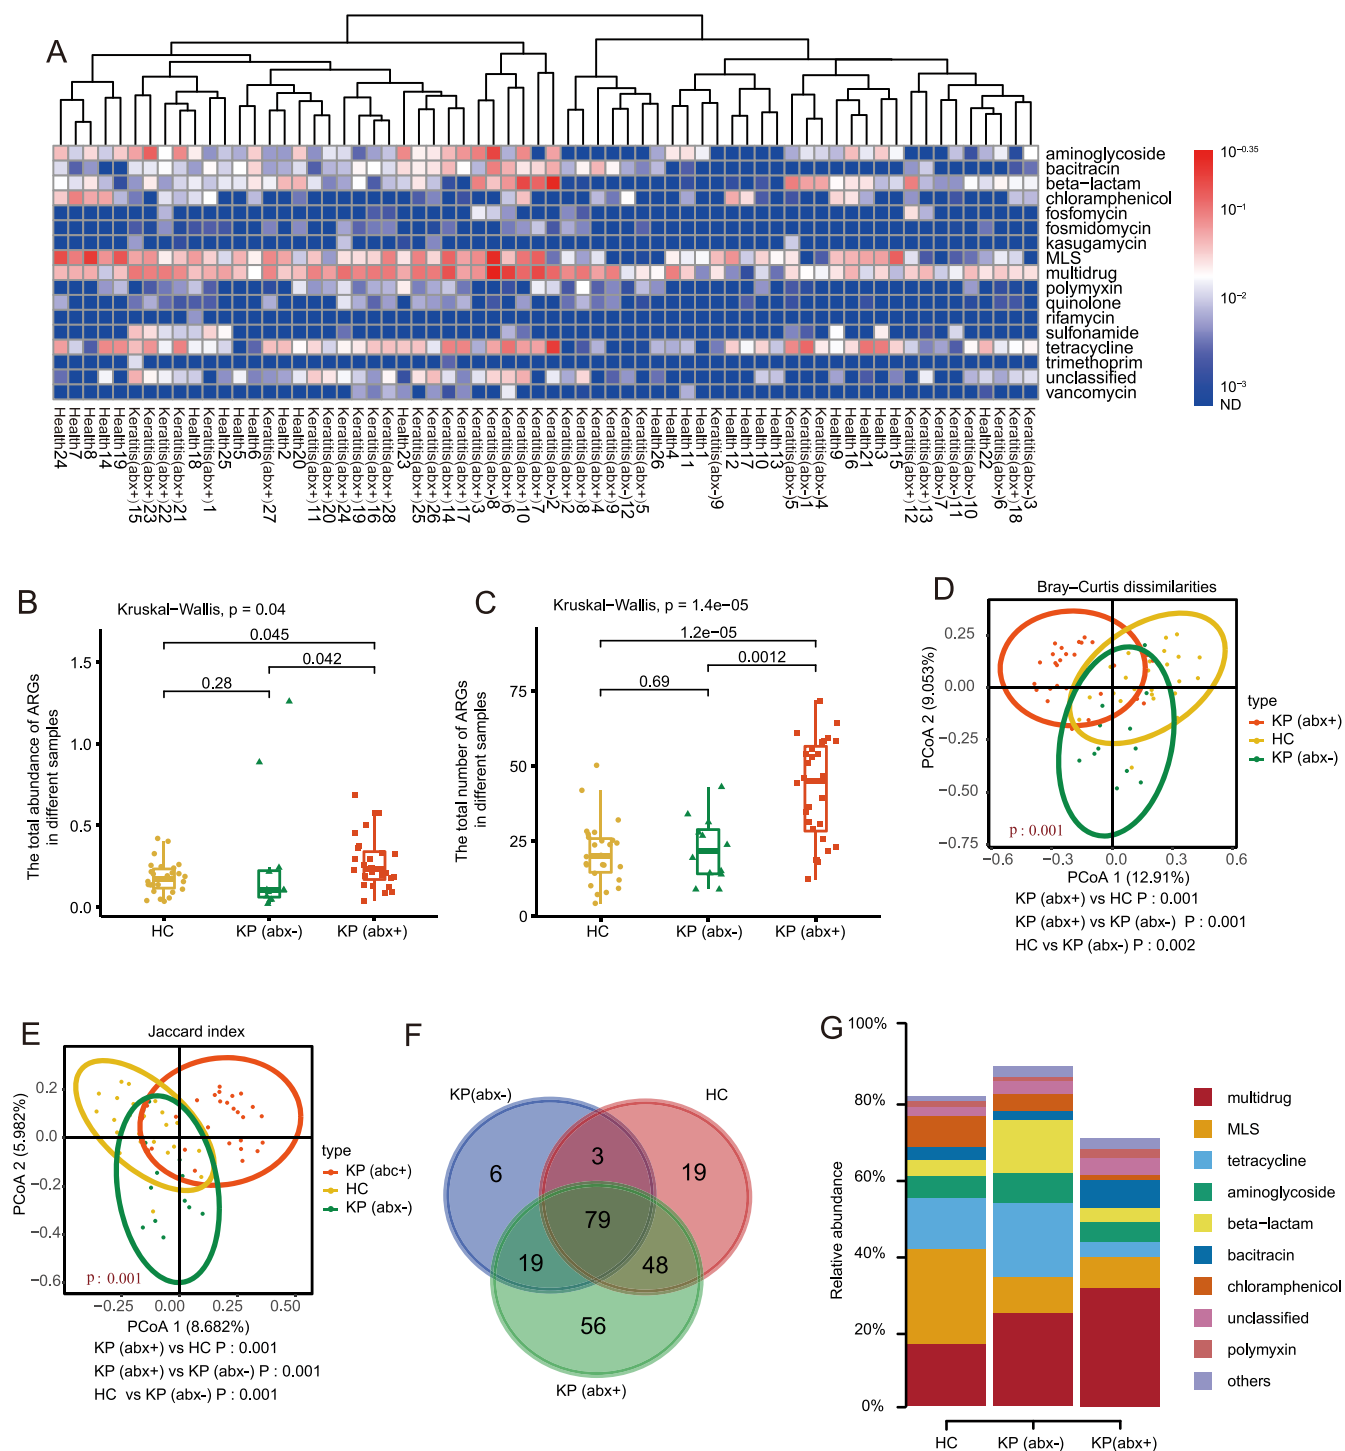 A
aminoglycoside
bacitracin
beta−lactam
chloramphenicol
fosfomycin
fosmidomycin
kasugamycin
MLS
multidrug
polymyxin
quinolone
rifamycin
sulfonamide
tetracycline
trimethoprim
unclassified
vancomycin
10−0.35
10−1
10−2
10−3
ND
Health24
Health7
Health8
Health14
Health19
Keratitis(abx+)15
Keratitis(abx+)23
Keratitis(abx+)22
Keratitis(abx+)21
Health18
Keratitis(abx+)1
Health25
Health5
Health6
Keratitis(abx+)27
Health2
Health20
Keratitis(abx+)11
Keratitis(abx+)20
Keratitis(abx+)24
Keratitis(abx+)19
Keratitis(abx+)16
Keratitis(abx+)28
Health23
Keratitis(abx+)25
Keratitis(abx+)26
Keratitis(abx+)14
Keratitis(abx+)17
Keratitis(abx+)3
Keratitis(abx-)8
Keratitis(abx+)6
Keratitis(abx+)10
Keratitis(abx+)7
Keratitis(abx-)2
Keratitis(abx+)2
Keratitis(abx+)8
Keratitis(abx+)4
Keratitis(abx+)9
Keratitis(abx-)12
Keratitis(abx+)5
Health26
Health4
Health11
Health1
Keratitis(abx-)9
Health12
Health17
Health10
Health13
Keratitis(abx-)5
Keratitis(abx-)1
Keratitis(abx-)4
Health9
Health16
Health21
Health3
Health15
Keratitis(abx+)12
Keratitis(abx+)13
Keratitis(abx-)7
Keratitis(abx-)11
Keratitis(abx-)10
Health22
Keratitis(abx-)6
Keratitis(abx+)18
Keratitis(abx-)3
B
Kruskal−Wallis, p = 0.04
0.045
0.042
0.28
The total abundance of ARGs
in different samples
1.5
1.0
0.5
0.0
HC
KP (abx-)
KP (abx+)
C
Kruskal−Wallis, p = 1.4e−05
1.2e−05
0.0012
0.69
The total number of ARGs
in different samples
75
50
25
0
HC
KP (abx-)
KP (abx+)
D
Bray−Curtis dissimilarities
PCoA 2 (9.053%)
0.25
0.00
−0.25
−0.50
−0.75
p : 0.001
−0.6
−0.3
0.0
0.3
0.6
PCoA 1 (12.91%)
type
KP (abx+)
HC
KP (abx-)
KP (abx+) vs HC P : 0.001
KP (abx+) vs KP (abx-) P : 0.001
HC vs KP (abx-) P : 0.002
E
Jaccard index
PCoA 2 (5.982%)
0.2
0.0
−0.2
−0.4
−0.6
p : 0.001
−0.25
0.00
0.25
0.50
PCoA 1 (8.682%)
type
KP (abc+)
HC
KP (abx-)
KP (abx+) vs HC P : 0.001
KP (abx+) vs KP (abx-) P : 0.001
HC vs KP (abx-) P : 0.001
F
KP(abx-)
HC
6
3
19
79
19
48
56
KP (abx+)
G
Relative abundance
100%
80%
60%
40%
20%
0%
HC
KP (abx-)
KP(abx+)
multidrug
MLS
tetracycline
aminoglycoside
beta−lactam
bacitracin
chloramphenicol
unclassified
polymyxin
others